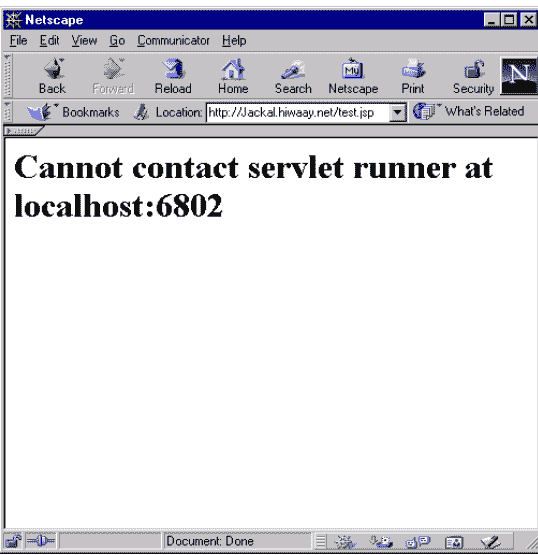 Netscape
File Edit View Go Communicator Help
Back Forward Reload Home Search Netscape Print Security N
My
Bookmarks Location: http://Jackal.hiwaay.net/test.jsp What's Related
Cannot contact servlet runner at
localhost:6802
Document: Done